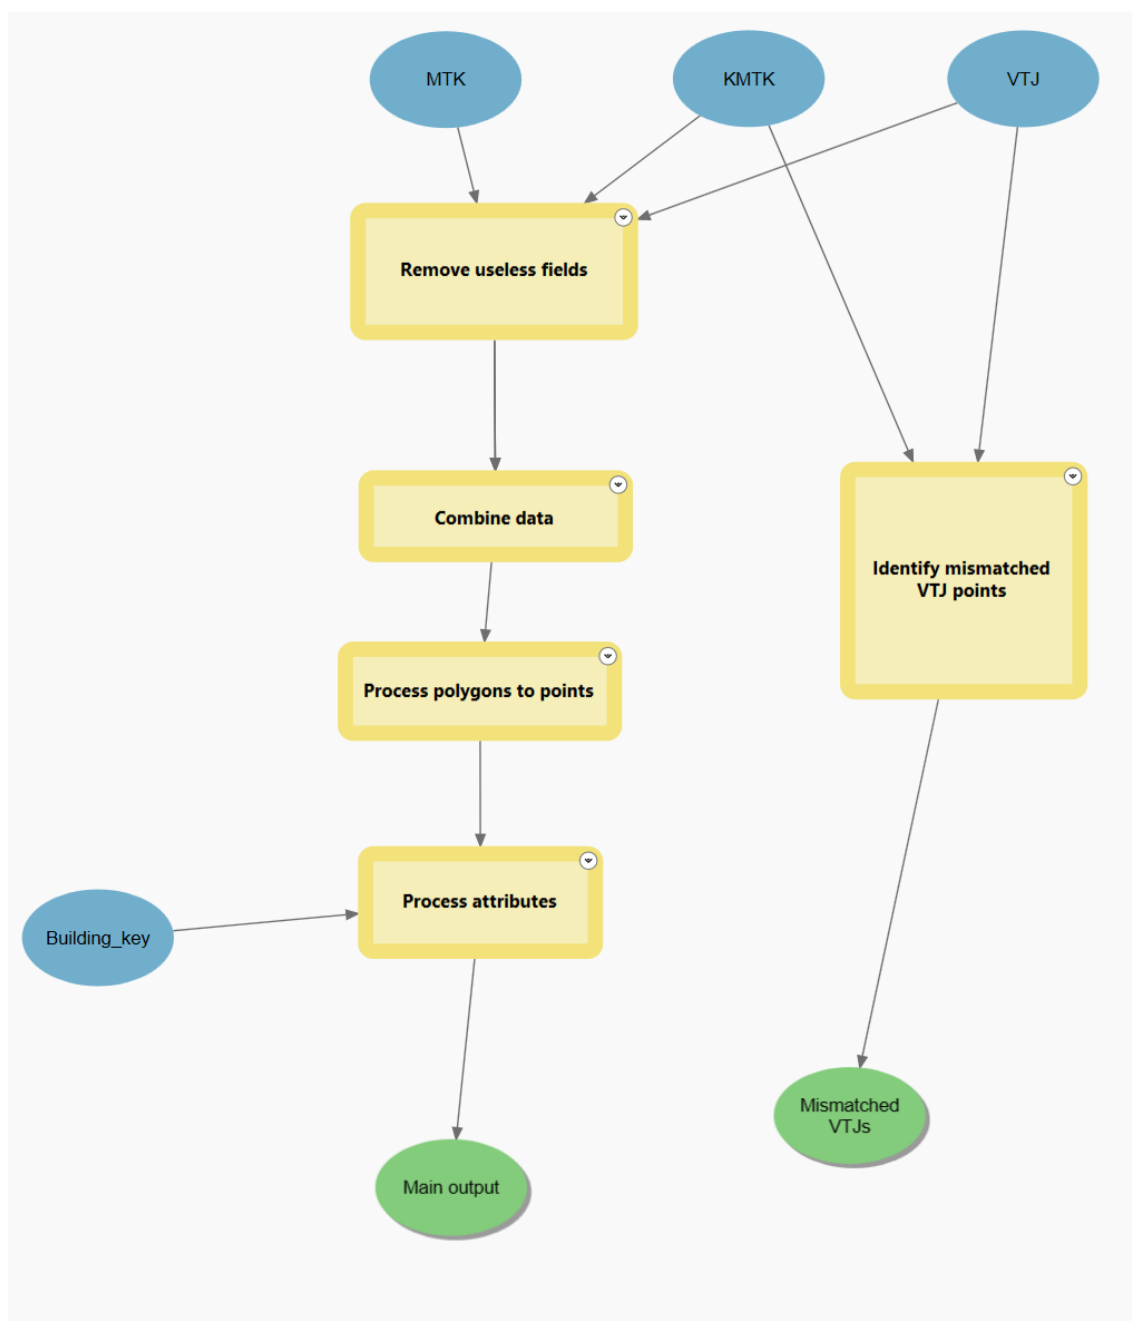 MTK
KMTK
VTJ
Remove useless fields
Combine data
Identify mismatched
VTJ points
Process polygons to points
Process attributes
Building_key
Mismatched
VTJs
Main output